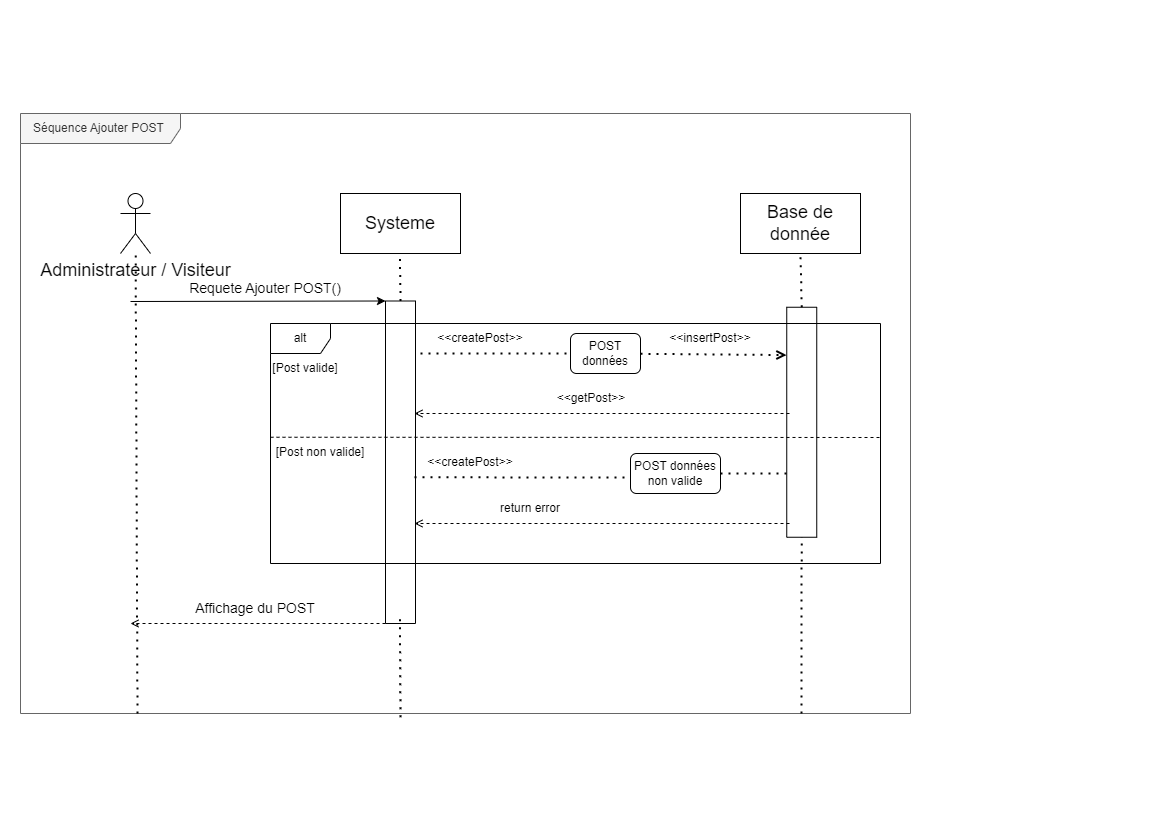 Séquence Ajouter POST
Systeme
Base de
donnée
Administrateur / Visiteur
Requete Ajouter POST()
alt
<<createPost>>
POST
données
<<insertPost>>
[Post valide]
<<getPost>>
[Post non valide]
<<createPost>>
POST données
non valide
return error
Affichage du POST